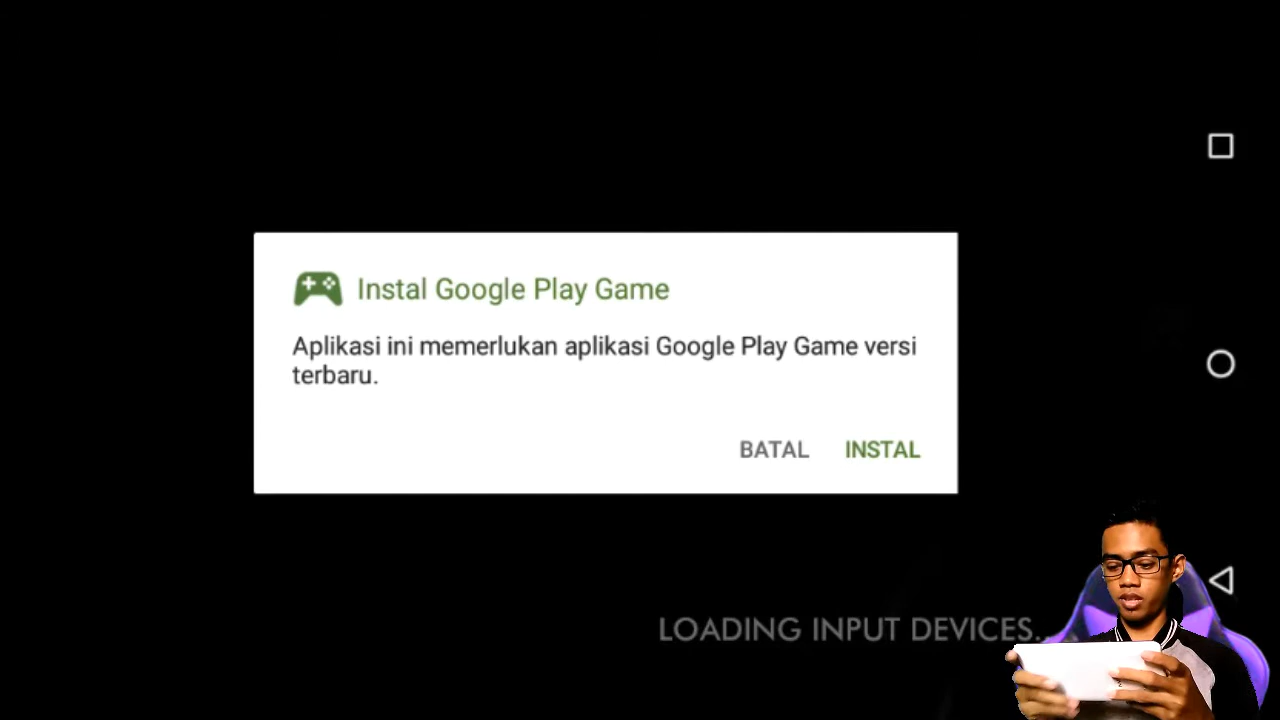 Instal Google Play Game
Aplikasi ini memerlukan aplikasi Google Play Game versi
terbaru.
BATAL INSTAL
LOADING INPUT DEVICES..